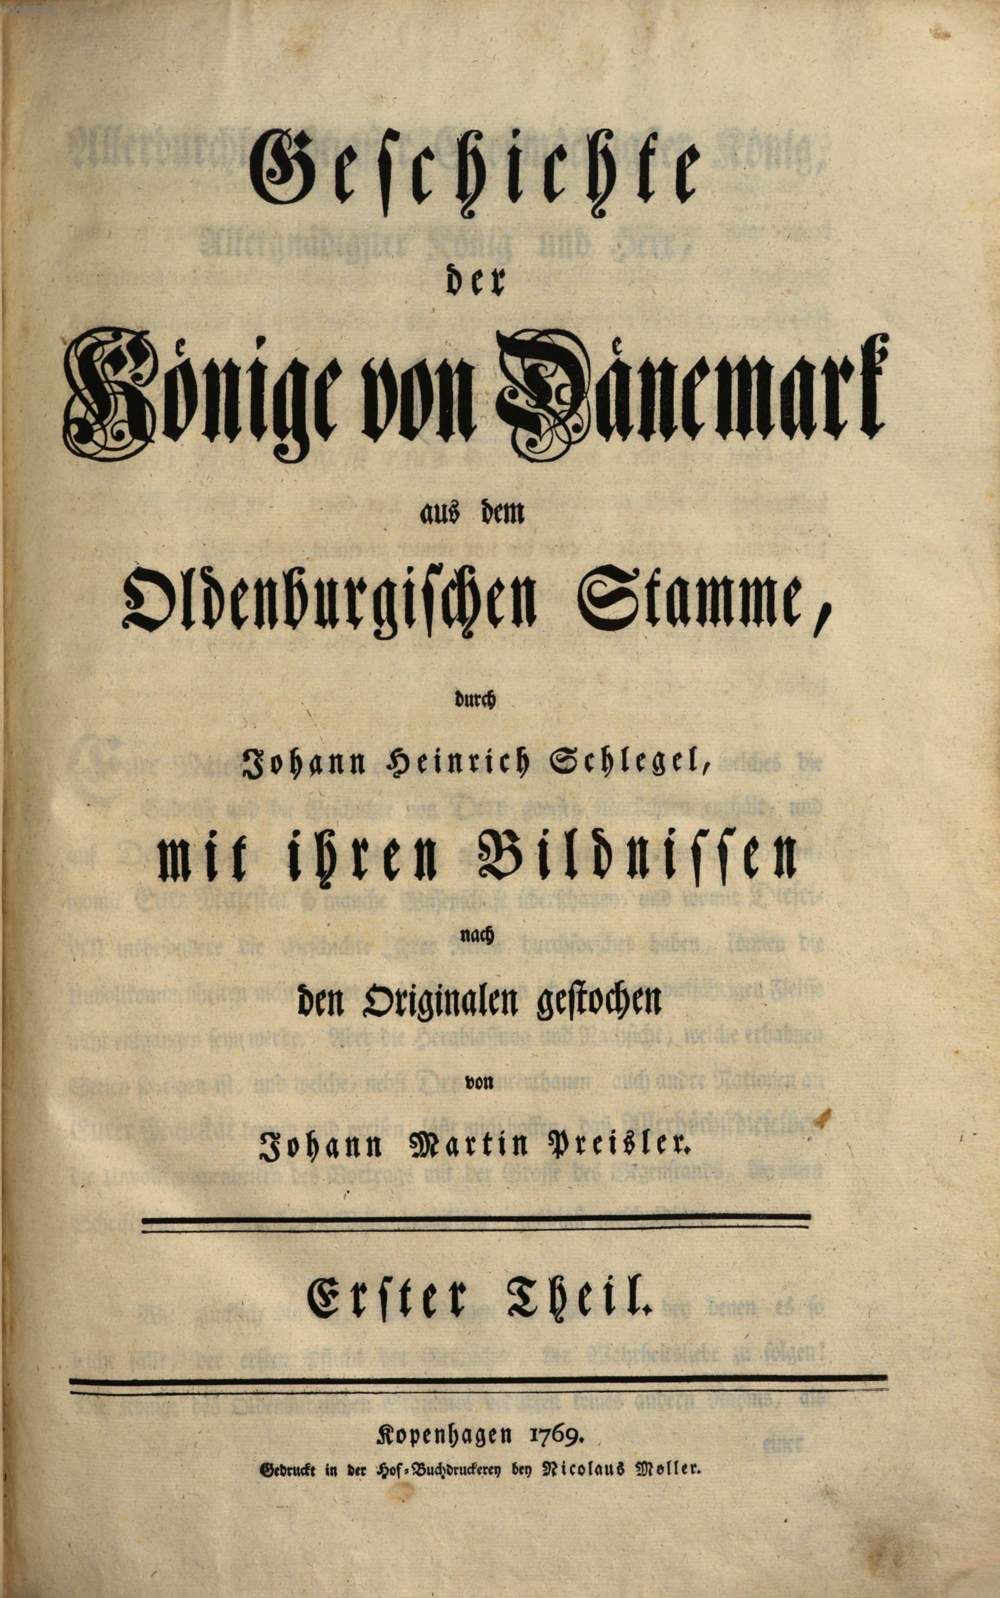 Geschichte
der
Könige von Dänemark
aus dem
Oldenburgischen Stamme,
durch
Johann Heinrich Schlegel,
mit ihren Bildnissen
nach
den Originalen gestochen
von
Johann Martin Preisler.
Erster Theil.
Kopenhagen 1769.
Gedruckt in der Hof-Buchdruckerey bey Nicolaus Möller.